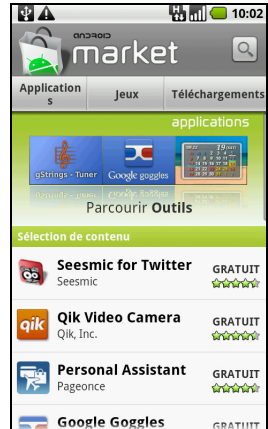 10:02
ANDROID
market
Applications
Jeux
Téléchargements
applications
gStrings - Tuner
Google goggles
Parcourir Outils
Sélection de contenu
Seesmic for Twitter
GRATUIT
Seesmic
qik
Qik Video Camera
GRATUIT
Qik, Inc.
Personal Assistant
GRATUIT
Pageonce
Google Goggles
GRATUIT